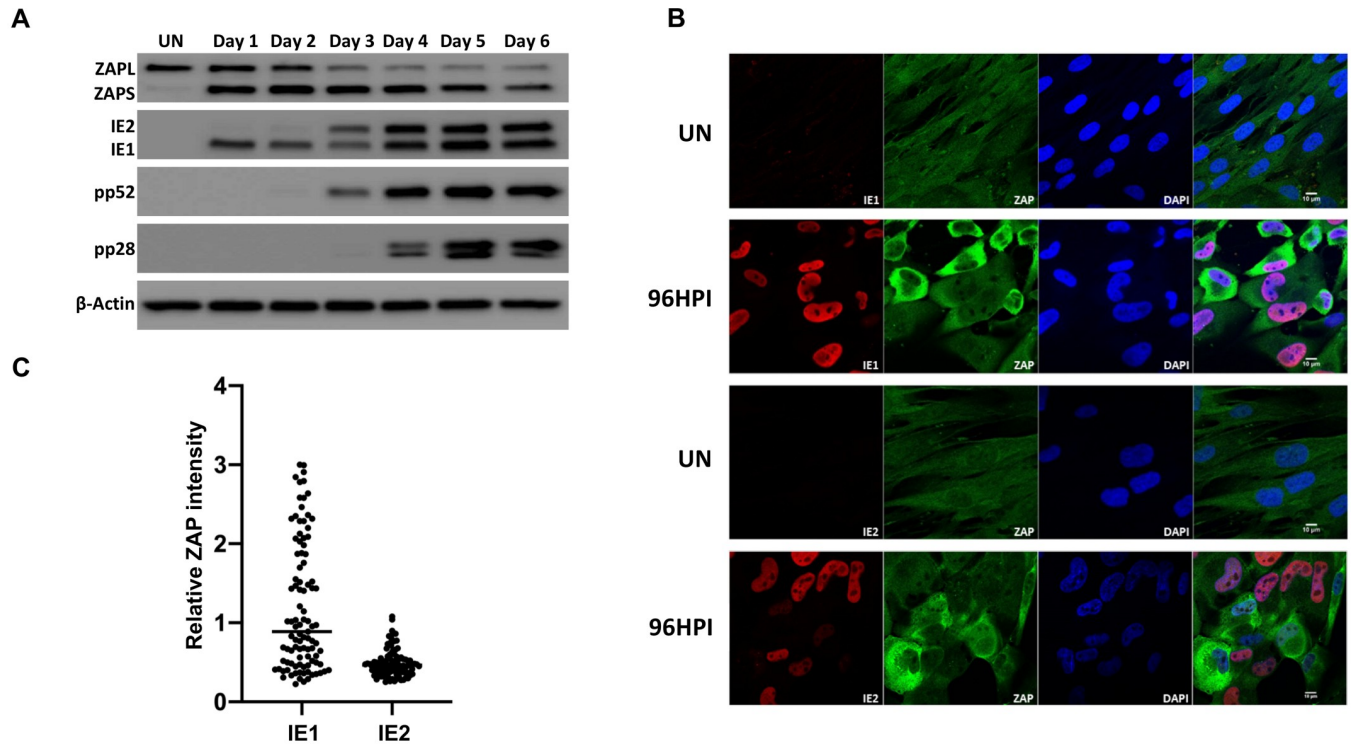 A
UN Day 1 Day 2 Day 3 Day 4 Day 5 Day 6
ZAPL
ZAPS
IE2
IE1
pp52
pp28
β-Actin
B
UN
IE1 ZAP DAPI 10 µm
96HPI
IE1 ZAP DAPI 10 µm
UN
IE2 ZAP DAPI 10 µm
96HPI
IE2 ZAP DAPI 10 µm
C
Relative ZAP intensity
4
3
2
1
0
IE1 IE2